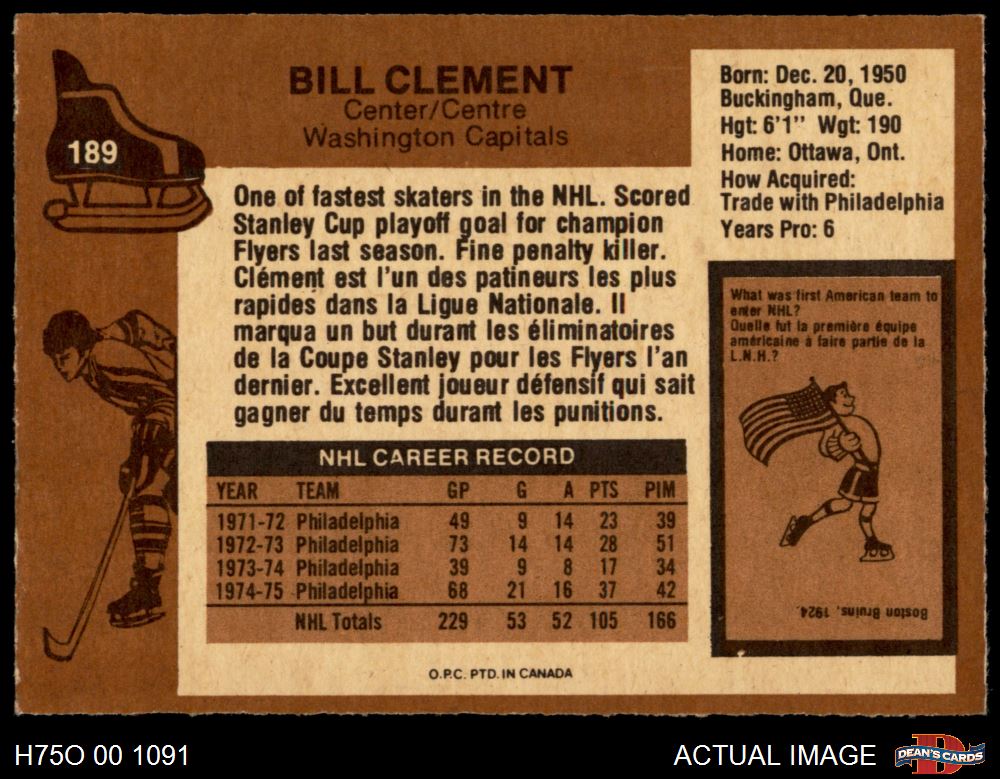 189
BILL CLEMENT
Center/Centre
Washington Capitals
Born: Dec. 20, 1950
Buckingham, Que.
Hgt: 6'1" Wgt: 190
Home: Ottawa, Ont.
How Acquired:
Trade with Philadelphia
Years Pro: 6
One of fastest skaters in the NHL. Scored
Stanley Cup playoff goal for champion
Flyers last season. Fine penalty killer.
Clément est l'un des patineurs les plus
rapides dans la Ligue Nationale. Il
marqua un but durant les éliminatoires
de la Coupe Stanley pour les Flyers l'an
dernier. Excellent joueur défensif qui sait
gagner du temps durant les punitions.
What was first American team to
enter NHL?
Quelle fut la première équipe
américaine à faire partie de la
L.N.H.?
Boston Bruins, 1924.
NHL CAREER RECORD
YEAR TEAM GP G A PTS PIM
1971-72 Philadelphia 49 9 14 23 39
1972-73 Philadelphia 73 14 14 28 51
1973-74 Philadelphia 39 9 8 17 34
1974-75 Philadelphia 68 21 16 37 42
NHL Totals 229 53 52 105 166
O.P.C. PTD. IN CANADA
H75O 00 1091
ACTUAL IMAGE
D
DEAN'S CARDS